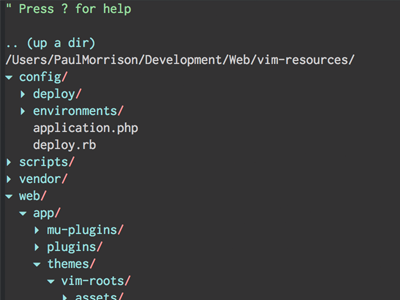 " Press ? for help
.. (up a dir)
/Users/PaulMorrison/Development/Web/vim-resources/
config/
deploy/
environments/
application.php
deploy.rb
scripts/
vendor/
web/
app/
mu-plugins/
plugins/
themes/
vim-roots/
assets/